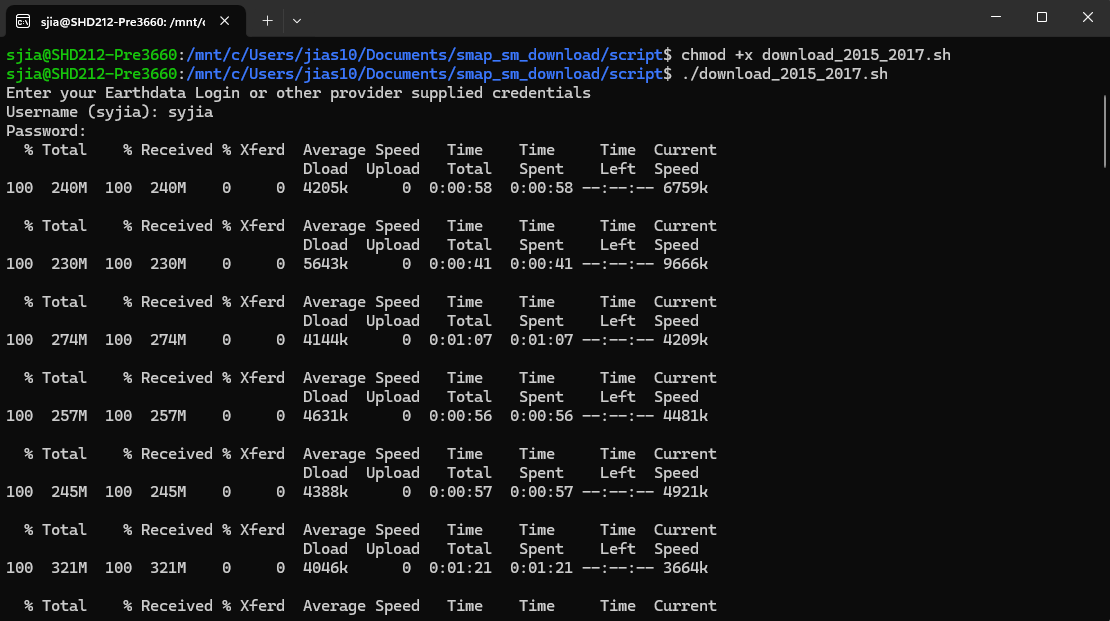 sjia@SHD212-Pre3660: /mnt/c
sjia@SHD212-Pre3660:/mnt/c/Users/jias10/Documents/smap_sm_download/script$ chmod +x download_2015_2017.sh
sjia@SHD212-Pre3660:/mnt/c/Users/jias10/Documents/smap_sm_download/script$ ./download_2015_2017.sh
Enter your Earthdata Login or other provider supplied credentials
Username (syjia): syjia
Password:
  % Total    % Received % Xferd  Average Speed   Time    Time     Time  Current
                                 Dload  Upload   Total   Spent    Left  Speed
100  240M  100  240M    0     0  4205k      0  0:00:58  0:00:58 --:--:-- 6759k
  % Total    % Received % Xferd  Average Speed   Time    Time     Time  Current
                                 Dload  Upload   Total   Spent    Left  Speed
100  230M  100  230M    0     0  5643k      0  0:00:41  0:00:41 --:--:-- 9666k
  % Total    % Received % Xferd  Average Speed   Time    Time     Time  Current
                                 Dload  Upload   Total   Spent    Left  Speed
100  274M  100  274M    0     0  4144k      0  0:01:07  0:01:07 --:--:-- 4209k
  % Total    % Received % Xferd  Average Speed   Time    Time     Time  Current
                                 Dload  Upload   Total   Spent    Left  Speed
100  257M  100  257M    0     0  4631k      0  0:00:56  0:00:56 --:--:-- 4481k
  % Total    % Received % Xferd  Average Speed   Time    Time     Time  Current
                                 Dload  Upload   Total   Spent    Left  Speed
100  245M  100  245M    0     0  4388k      0  0:00:57  0:00:57 --:--:-- 4921k
  % Total    % Received % Xferd  Average Speed   Time    Time     Time  Current
                                 Dload  Upload   Total   Spent    Left  Speed
100  321M  100  321M    0     0  4046k      0  0:01:21  0:01:21 --:--:-- 3664k
  % Total    % Received % Xferd  Average Speed   Time    Time     Time  Current